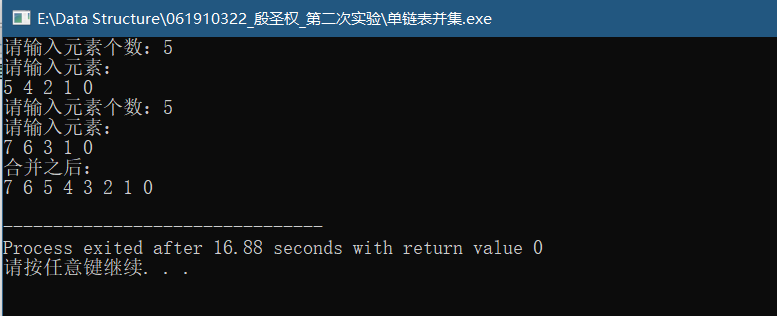 E:\Data Structure\061910322_殷圣权_第二次实验\单链表并集.exe
请输入元素个数：5
请输入元素：
5 4 2 1 0
请输入元素个数：5
请输入元素：
7 6 3 1 0
合并之后：
7 6 5 4 3 2 1 0
--------------------------------
Process exited after 16.88 seconds with return value 0
请按任意键继续. . .